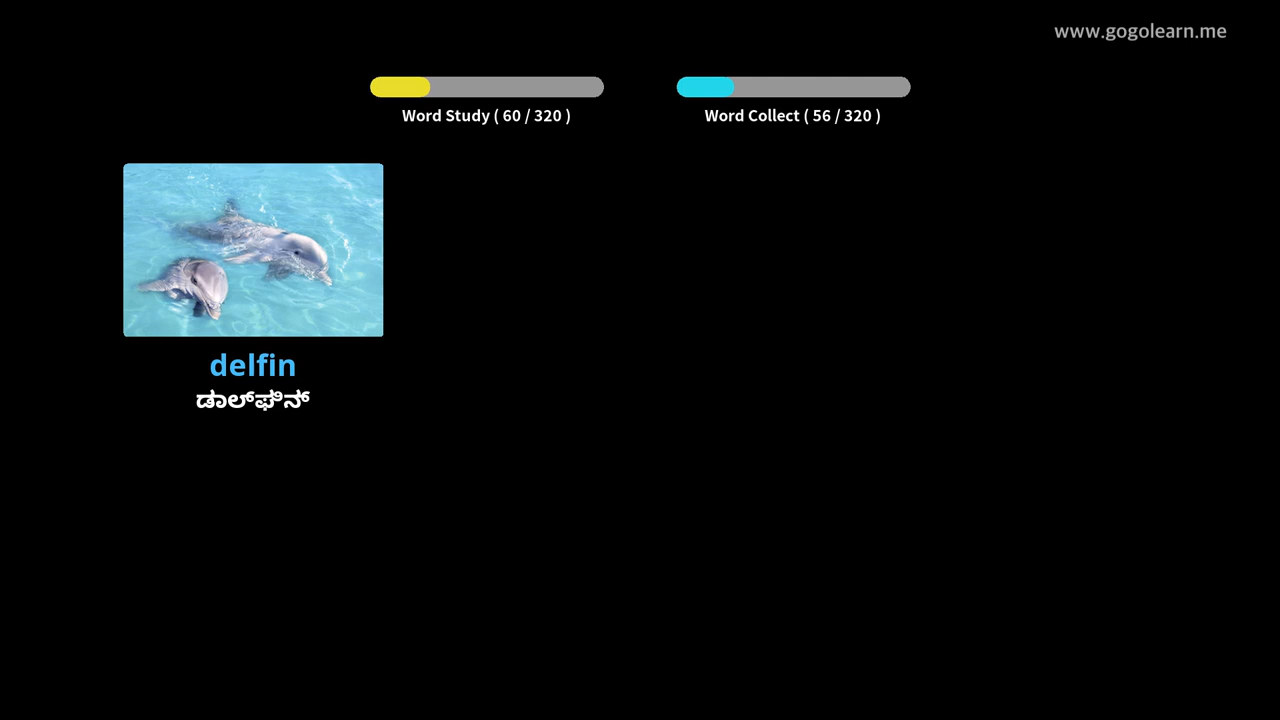 www.gogolearn.me
Word Study ( 60 / 320 )
Word Collect ( 56 / 320 )
delfin
ಡಾಲ್ಫಿನ್